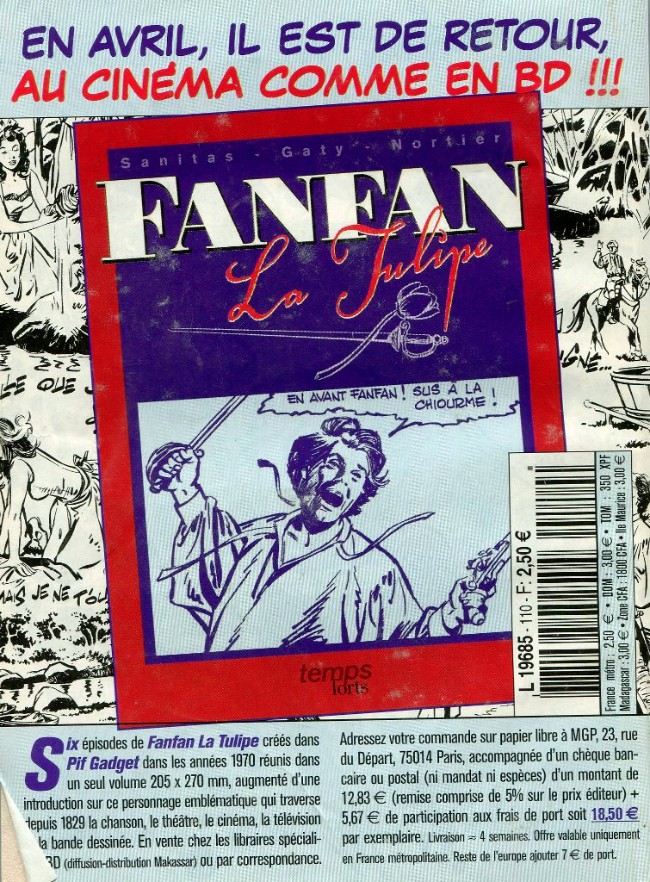 EN AVRIL, IL EST DE RETOUR,
AU CINÉMA COMME EN BD !!!
Sanitas - Gaty - Nortier
FANFAN
La Tulipe
GNE...
LLE QUE
EN AVANT FANFAN ! SUS À LA
CHIOURME !
MAIS JE NE T'OU
temps
forts
L 19685 - 110 - F: 2,50 €
France métro : 2,50 € • DOM : 3,00 € • TOM : 350 XPF
Madagascar : 3,00 € • Zone CFA : 1800 CFA • Ile Maurice : 3,00 €
Six épisodes de Fanfan La Tulipe créés dans
Pif Gadget dans les années 1970 réunis dans
un seul volume 205 x 270 mm, augmenté d'une
introduction sur ce personnage emblématique qui traverse
depuis 1829 la chanson, le théâtre, le cinéma, la télévision
la bande dessinée. En vente chez les libraires spéciali-
BD (diffusion-distribution Makassar) ou par correspondance.
Adressez votre commande sur papier libre à MGP, 23, rue
du Départ, 75014 Paris, accompagnée d'un chèque ban-
caire ou postal (ni mandat ni espèces) d'un montant de
12,83 € (remise comprise de 5% sur le prix éditeur) +
5,67 € de participation aux frais de port soit 18,50 €
par exemplaire. Livraison ≈ 4 semaines. Offre valable uniquement
en France métropolitaine. Reste de l'europe ajouter 7 € de port.